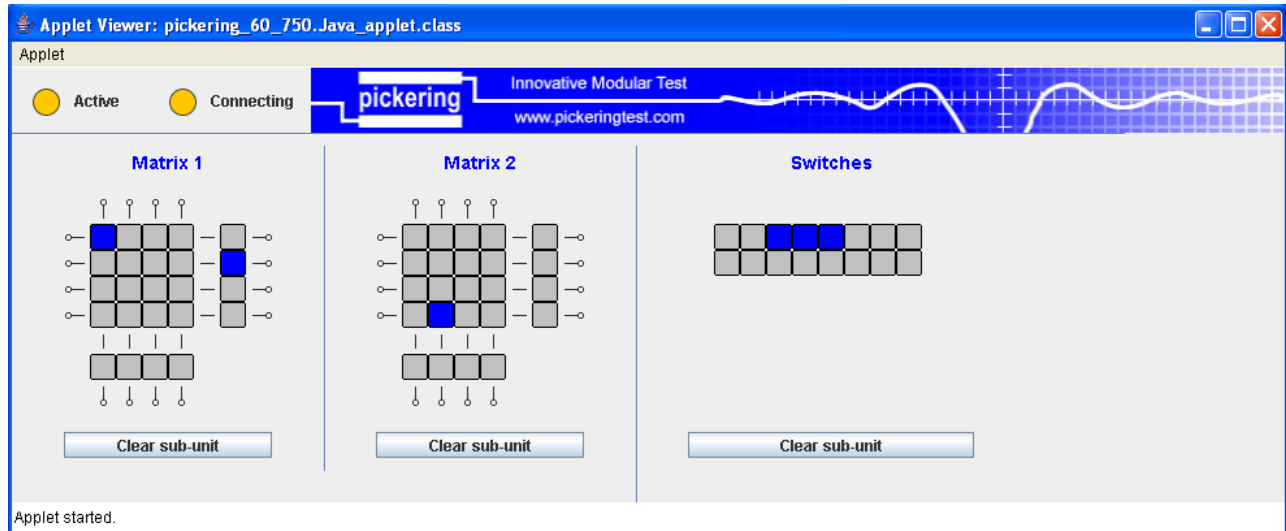 Applet Viewer: pickering_60_750.Java_applet.class
Applet
Active
Connecting
pickering
Innovative Modular Test
www.pickeringtest.com
Matrix 1
Matrix 2
Switches
Clear sub-unit
Clear sub-unit
Clear sub-unit
Applet started.